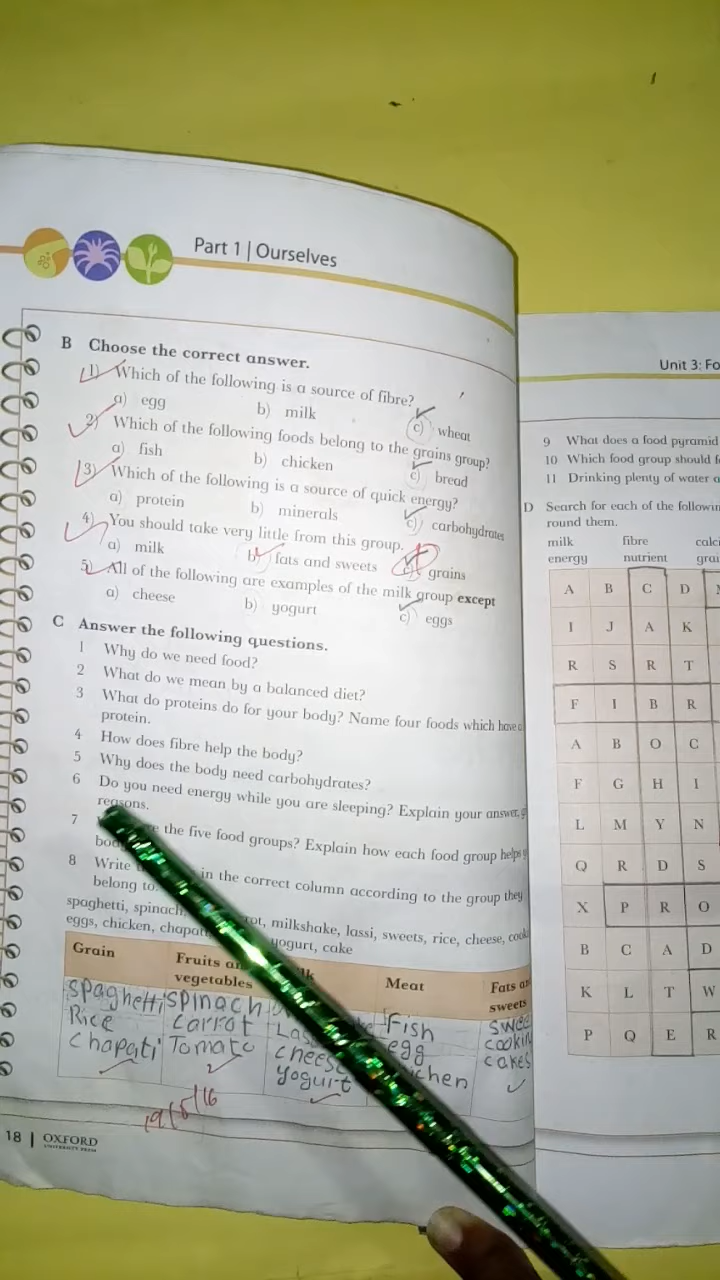 Part 1 | Ourselves
B Choose the correct answer.
1) Which of the following is a source of fibre?
a) egg b) milk c) wheat
2) Which of the following foods belong to the grains group?
a) fish b) chicken c) bread
3) Which of the following is a source of quick energy?
a) protein b) minerals c) carbohydrates
4) You should take very little from this group.
a) milk b) fats and sweets c) grains
5) All of the following are examples of the milk group except
a) cheese b) yogurt c) eggs
C Answer the following questions.
1 Why do we need food?
2 What do we mean by a balanced diet?
3 What do proteins do for your body? Name four foods which have
protein.
4 How does fibre help the body?
5 Why does the body need carbohydrates?
6 Do you need energy while you are sleeping? Explain your answer,
reasons.
7 the five food groups? Explain how each food group helps
8 Write in the correct column according to the group they
belong to.
spaghetti, spinach, milkshake, lassi, sweets, rice, cheese,
eggs, chicken, yogurt, cake
Grain Fruits vegetables Meat Fats sweets
spaghetti spinach Fish
Rice carrot egg
chapati Tomato cheese cakes
yogurt
19/5/16
18 | OXFORD
UNIVERSITY PRESS
Unit 3:
9 What does a food pyramid
10 Which food group should
11 Drinking plenty of water
D Search for each of the
round them.
milk fibre
energy nutrient
A B C D
I J A K
R S R T
F I B R
A B O C
F G H I
L M Y N
Q R D S
X P R O
B C A D
K L T W
P Q E R